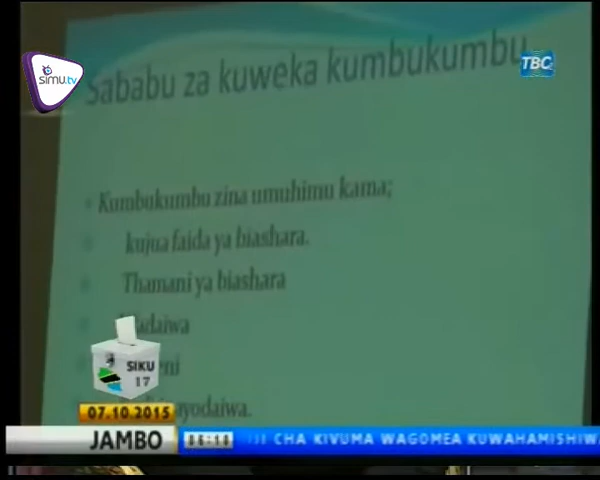 simu.tv
TBC
Sababu za kuweka kumbukumbu
Kumbukumbu zina umuhimu kama;
kujua faida ya biashara.
Thamani ya biashara
SIKU
17
07.10.2015
JAMBO
06:10
CHA KIVUMA WAGOMEA KUWAHAMISHIWA